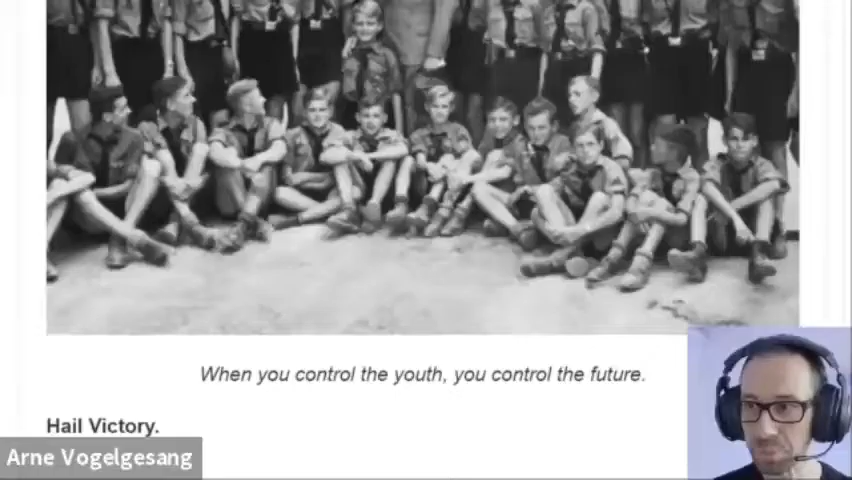 When you control the youth, you control the future.
Hail Victory.
Arne Vogelgesang